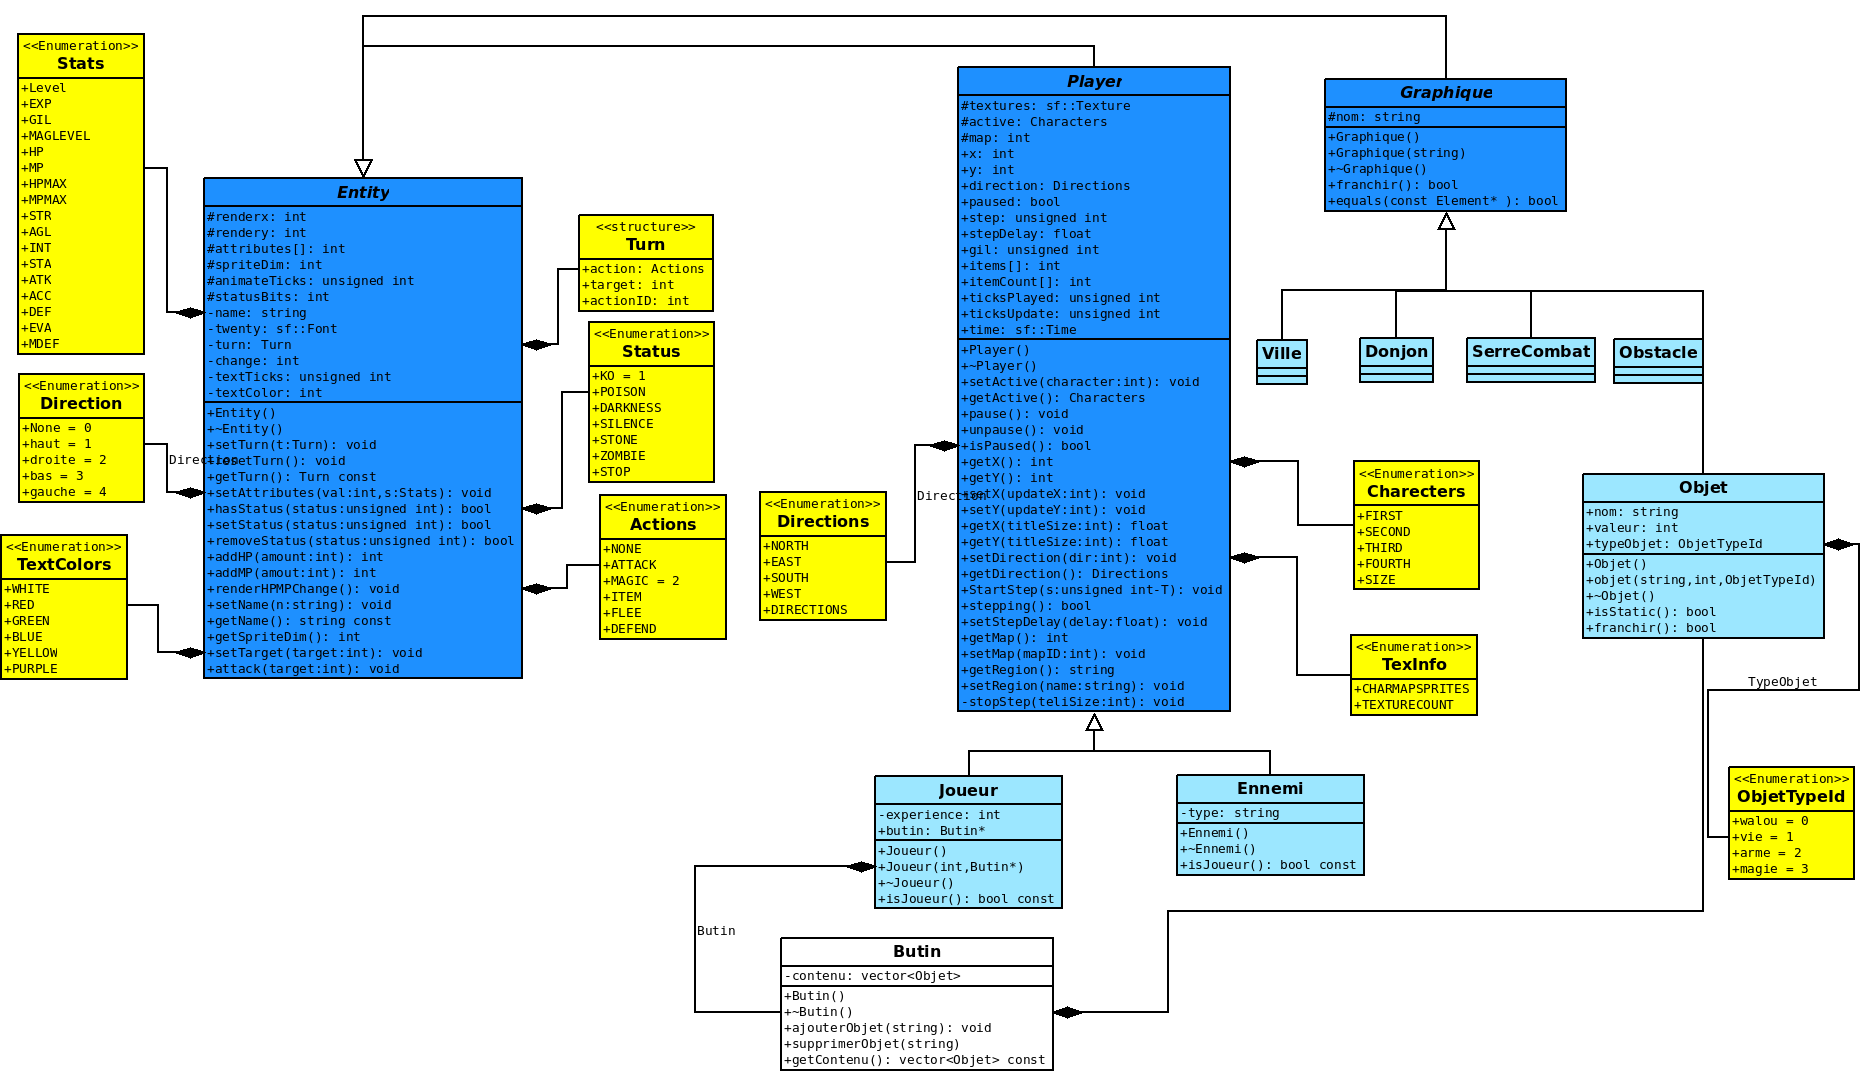 <<Enumeration>>
Stats
+Level
+EXP
+GIL
+MAGLEVEL
+HP
+MP
+HPMAX
+MPMAX
+STR
+AGL
+INT
+STA
+ATK
+ACC
+DEF
+EVA
+MDEF
<<Enumeration>>
Direction
+None = 0
+haut = 1
+droite = 2
+bas = 3
+gauche = 4
Direction
<<Enumeration>>
TextColors
+WHITE
+RED
+GREEN
+BLUE
+YELLOW
+PURPLE
Entity
#renderx: int
#rendery: int
#attributes[]: int
#spriteDim: int
#animateTicks: unsigned int
#statusBits: int
-name: string
-twenty: sf::Font
-turn: Turn
-change: int
-textTicks: unsigned int
-textColor: int
+Entity()
+~Entity()
+setTurn(t:Turn): void
+resetTurn(): void
+getTurn(): Turn const
+setAttributes(val:int,s:Stats): void
+hasStatus(status:unsigned int): bool
+setStatus(status:unsigned int): bool
+removeStatus(status:unsigned int): bool
+addHP(amount:int): int
+addMP(amout:int): int
+renderHPMPChange(): void
+setName(n:string): void
+getName(): string const
+getSpriteDim(): int
+setTarget(target:int): void
+attack(target:int): void
<<structure>>
Turn
+action: Actions
+target: int
+actionID: int
<<Enumeration>>
Status
+KO = 1
+POISON
+DARKNESS
+SILENCE
+STONE
+ZOMBIE
+STOP
<<Enumeration>>
Actions
+NONE
+ATTACK
+MAGIC = 2
+ITEM
+FLEE
+DEFEND
<<Enumeration>>
Directions
+NORTH
+EAST
+SOUTH
+WEST
+DIRECTIONS
Direction
Player
#textures: sf::Texture
#active: Characters
#map: int
+x: int
+y: int
+direction: Directions
+paused: bool
+step: unsigned int
+stepDelay: float
+gil: unsigned int
+items[]: int
+itemCount[]: int
+ticksPlayed: unsigned int
+ticksUpdate: unsigned int
+time: sf::Time
+Player()
+~Player()
+setActive(character:int): void
+getActive(): Characters
+pause(): void
+unpause(): void
+isPaused(): bool
+getX(): int
+getY(): int
+setX(updateX:int): void
+setY(updateY:int): void
+getX(titleSize:int): float
+getY(titleSize:int): float
+setDirection(dir:int): void
+getDirection(): Directions
+StartStep(s:unsigned int-T): void
+stepping(): bool
+setStepDelay(delay:float): void
+getMap(): int
+setMap(mapID:int): void
+getRegion(): string
+setRegion(name:string): void
-stopStep(teliSize:int): void
Graphique
#nom: string
+Graphique()
+Graphique(string)
+~Graphique()
+franchir(): bool
+equals(const Element* ): bool
Ville
Donjon
SerreCombat
Obstacle
<<Enumeration>>
Charecters
+FIRST
+SECOND
+THIRD
+FOURTH
+SIZE
<<Enumeration>>
TexInfo
+CHARMAPSPRITES
+TEXTURECOUNT
Objet
+nom: string
+valeur: int
+typeObjet: ObjetTypeId
+Objet()
+objet(string,int,ObjetTypeId)
+~Objet()
+isStatic(): bool
+franchir(): bool
TypeObjet
<<Enumeration>>
ObjetTypeId
+walou = 0
+vie = 1
+arme = 2
+magie = 3
Joueur
-experience: int
+butin: Butin*
+Joueur()
+Joueur(int,Butin*)
+~Joueur()
+isJoueur(): bool const
Ennemi
-type: string
+Ennemi()
+~Ennemi()
+isJoueur(): bool const
Butin
Butin
-contenu: vector<Objet>
+Butin()
+~Butin()
+ajouterObjet(string): void
+supprimerObjet(string)
+getContenu(): vector<Objet> const